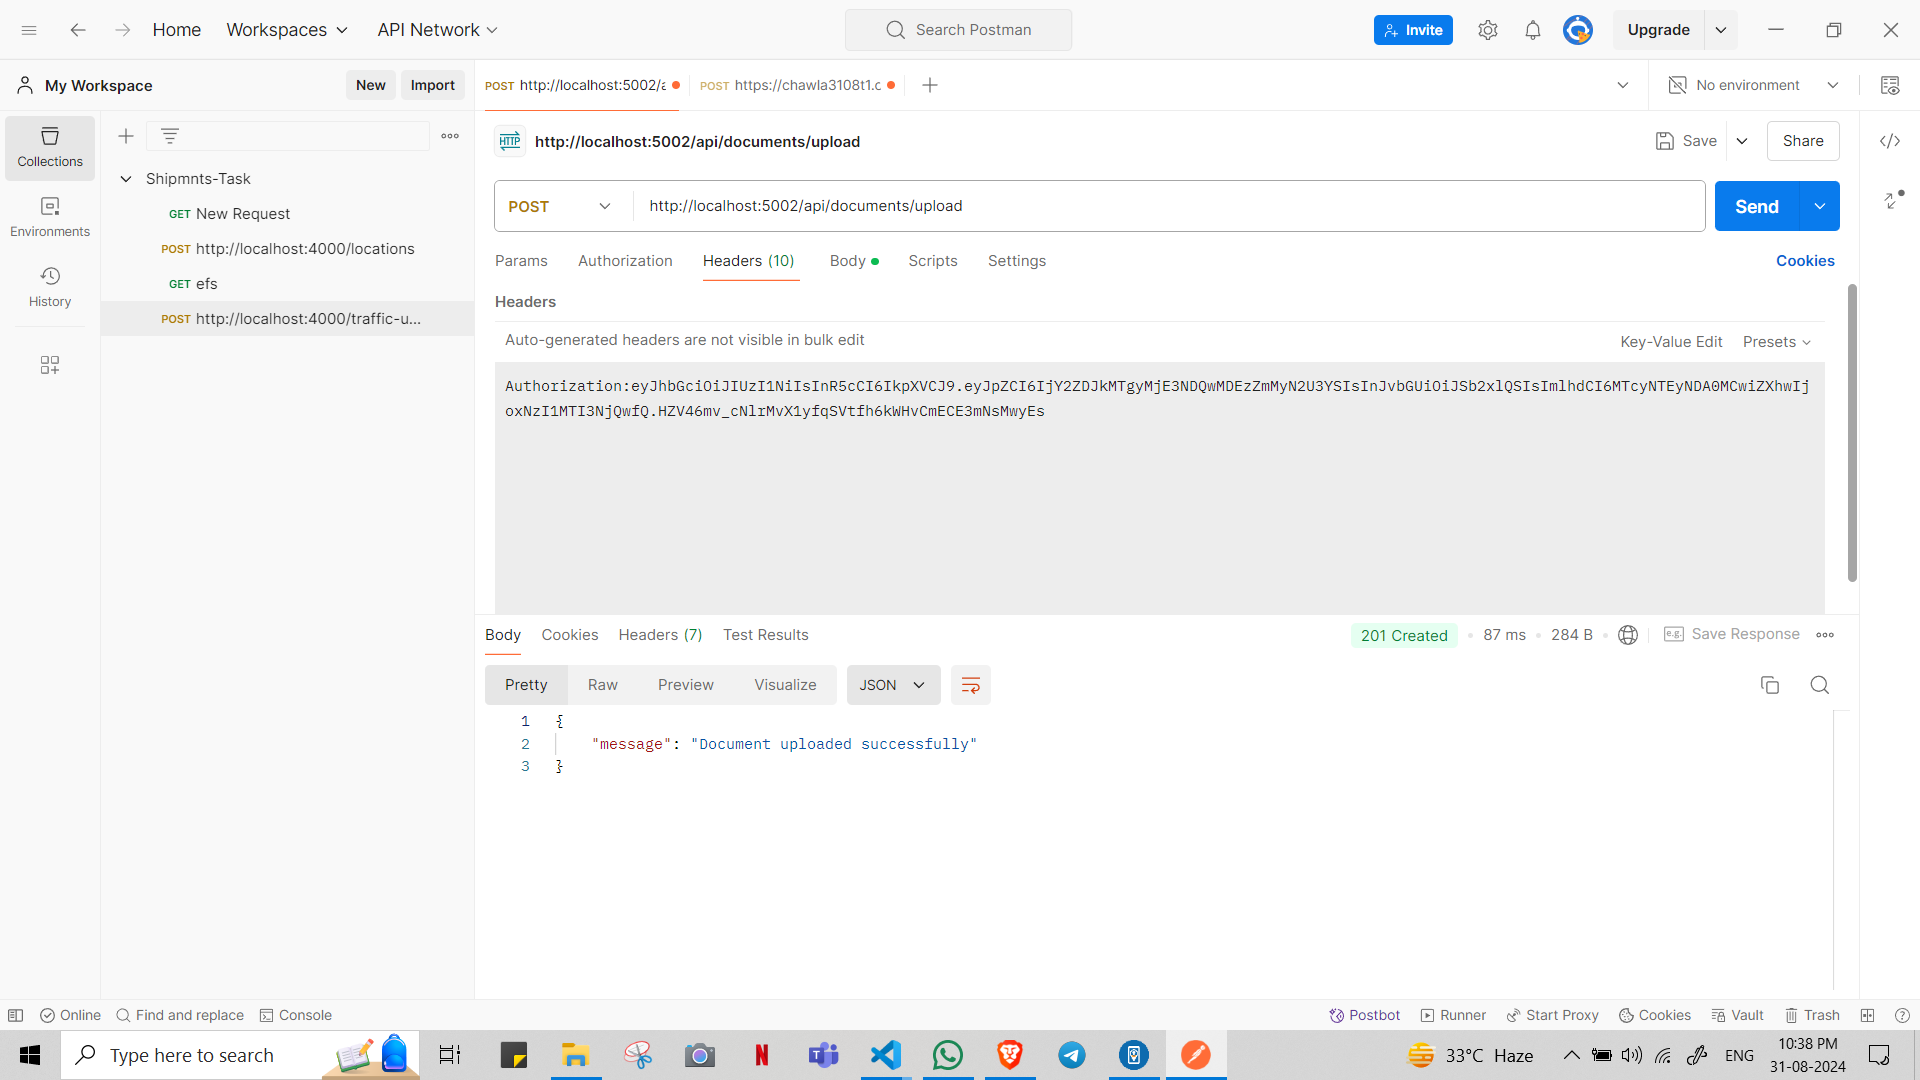 Home
Workspaces
API Network
Search Postman
Invite
Upgrade
My Workspace
New
Import
POST http://localhost:5002/a
POST https://chawla3108t1.c
No environment
Collections
Environments
History
Shipmnts-Task
GET New Request
POST http://localhost:4000/locations
GET efs
POST http://localhost:4000/traffic-u...
HTTP http://localhost:5002/api/documents/upload
Save
Share
POST http://localhost:5002/api/documents/upload
Send
Params Authorization Headers (10) Body Scripts Settings
Cookies
Headers
Auto-generated headers are not visible in bulk edit
Key-Value Edit Presets
Authorization:eyJhbGciOiJIUzI1NiIsInR5cCI6IkpXVCJ9.eyJpZCI6IjY2ZDJkMTgyMjE3NDQwMDEzZmMyN2U3YSIsInJvbGUiOiJSb2xlQSIsImlhdCI6MTcyNTEyNDA0MCwiZXhwIj
oxNzI1MTI3NjQwfQ.HZV46mv_cNlrMvX1yfqSVtfh6kWHvCmECE3mNsMwyEs
Body Cookies Headers (7) Test Results
201 Created 87 ms 284 B
e.g. Save Response
Pretty Raw Preview Visualize
JSON
1 {
2 "message": "Document uploaded successfully"
3 }
Online Find and replace Console
Postbot Runner Start Proxy Cookies Vault Trash
Type here to search
33°C Haze
ENG
10:38 PM
31-08-2024